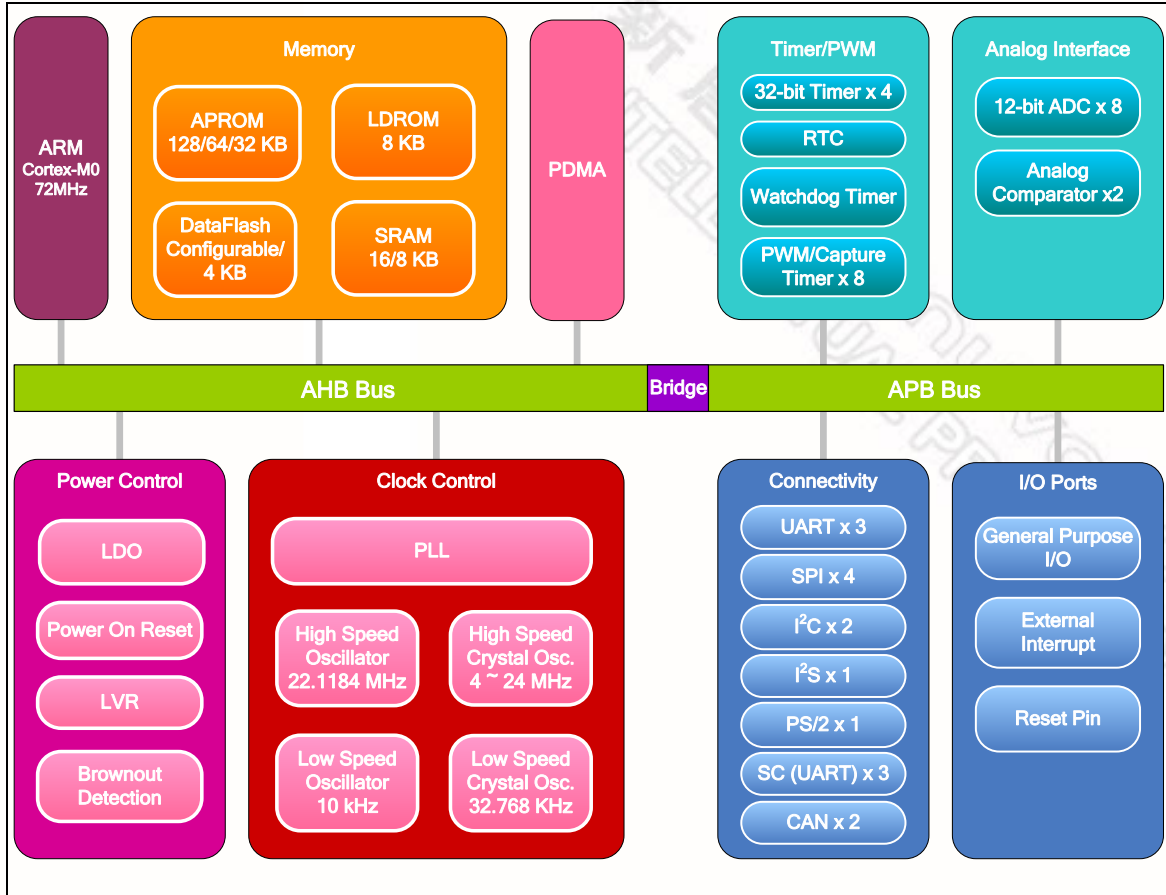 ARM
Cortex-M0
72MHz
Memory
APROM
128/64/32 KB
LDROM
8 KB
DataFlash
Configurable/
4 KB
SRAM
16/8 KB
PDMA
Timer/PWM
32-bit Timer x 4
RTC
Watchdog Timer
PWM/Capture
Timer x 8
Analog Interface
12-bit ADC x 8
Analog
Comparator x2
AHB Bus
Bridge
APB Bus
Power Control
LDO
Power On Reset
LVR
Brownout
Detection
Clock Control
PLL
High Speed
Oscillator
22.1184 MHz
High Speed
Crystal Osc.
4 ~ 24 MHz
Low Speed
Oscillator
10 kHz
Low Speed
Crystal Osc.
32.768 KHz
Connectivity
UART x 3
SPI x 4
I²C x 2
I²S x 1
PS/2 x 1
SC (UART) x 3
CAN x 2
I/O Ports
General Purpose
I/O
External
Interrupt
Reset Pin